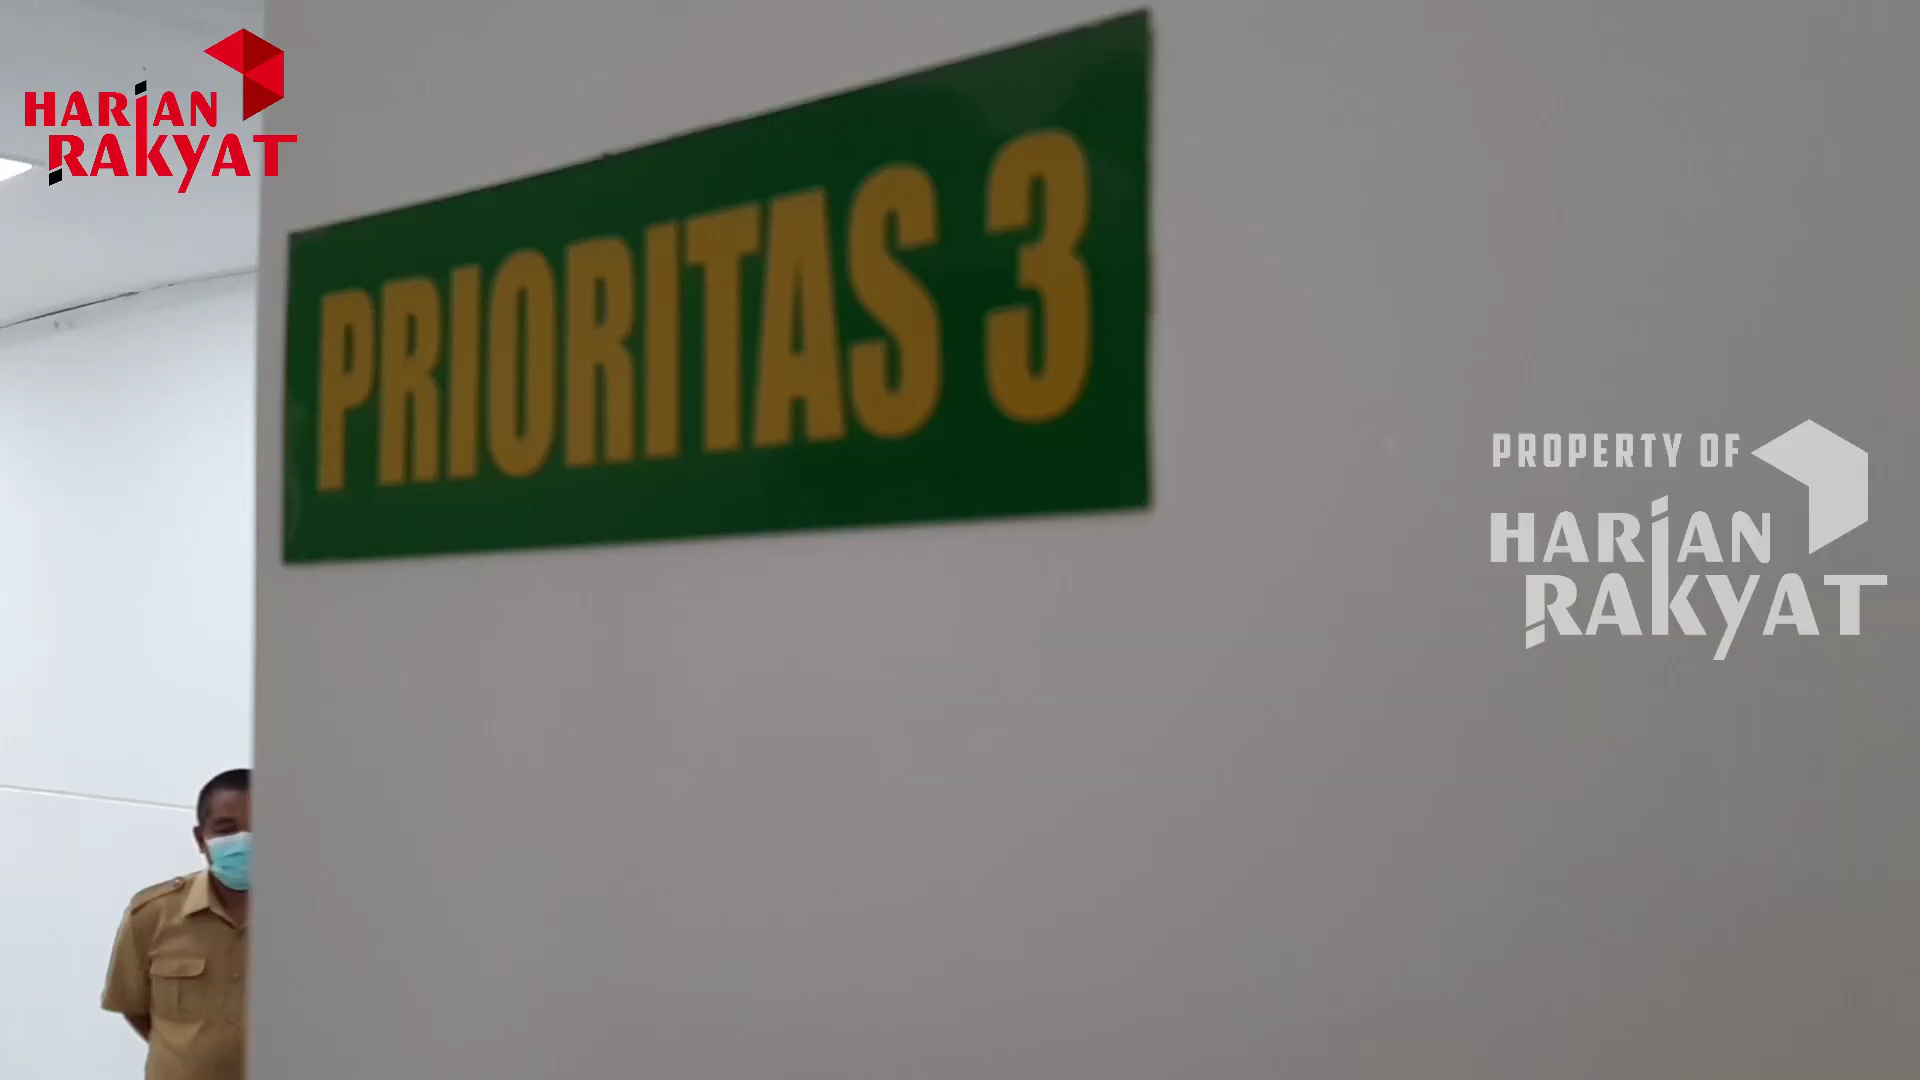 HARIAN
RAKYAT
PRIORITAS 3
PROPERTY OF
HARIAN
RAKYAT